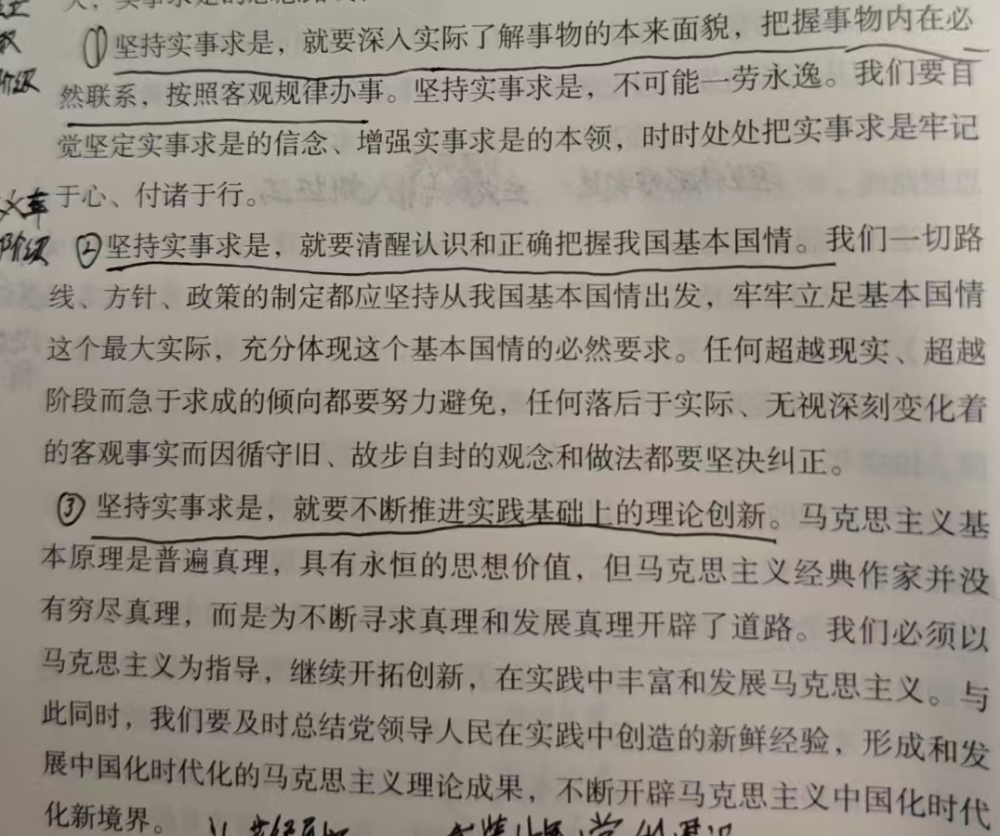 实事求是的思想
①坚持实事求是，就要深入实际了解事物的本来面貌，把握事物内在必
然联系，按照客观规律办事。坚持实事求是，不可能一劳永逸。我们要自
觉坚定实事求是的信念、增强实事求是的本领，时时处处把实事求是牢记
于心、付诸于行。
阶级
②坚持实事求是，就要清醒认识和正确把握我国基本国情。我们一切路
阶级
线、方针、政策的制定都应坚持从我国基本国情出发，牢牢立足基本国情
这个最大实际，充分体现这个基本国情的必然要求。任何超越现实、超越
阶段而急于求成的倾向都要努力避免，任何落后于实际、无视深刻变化着
的客观事实而因循守旧、故步自封的观念和做法都要坚决纠正。
③坚持实事求是，就要不断推进实践基础上的理论创新。马克思主义基
本原理是普遍真理，具有永恒的思想价值，但马克思主义经典作家并没
有穷尽真理，而是为不断寻求真理和发展真理开辟了道路。我们必须以
马克思主义为指导，继续开拓创新，在实践中丰富和发展马克思主义。与
此同时，我们要及时总结党领导人民在实践中创造的新鲜经验，形成和发
展中国化时代化的马克思主义理论成果，不断开辟马克思主义中国化时代
化新境界。